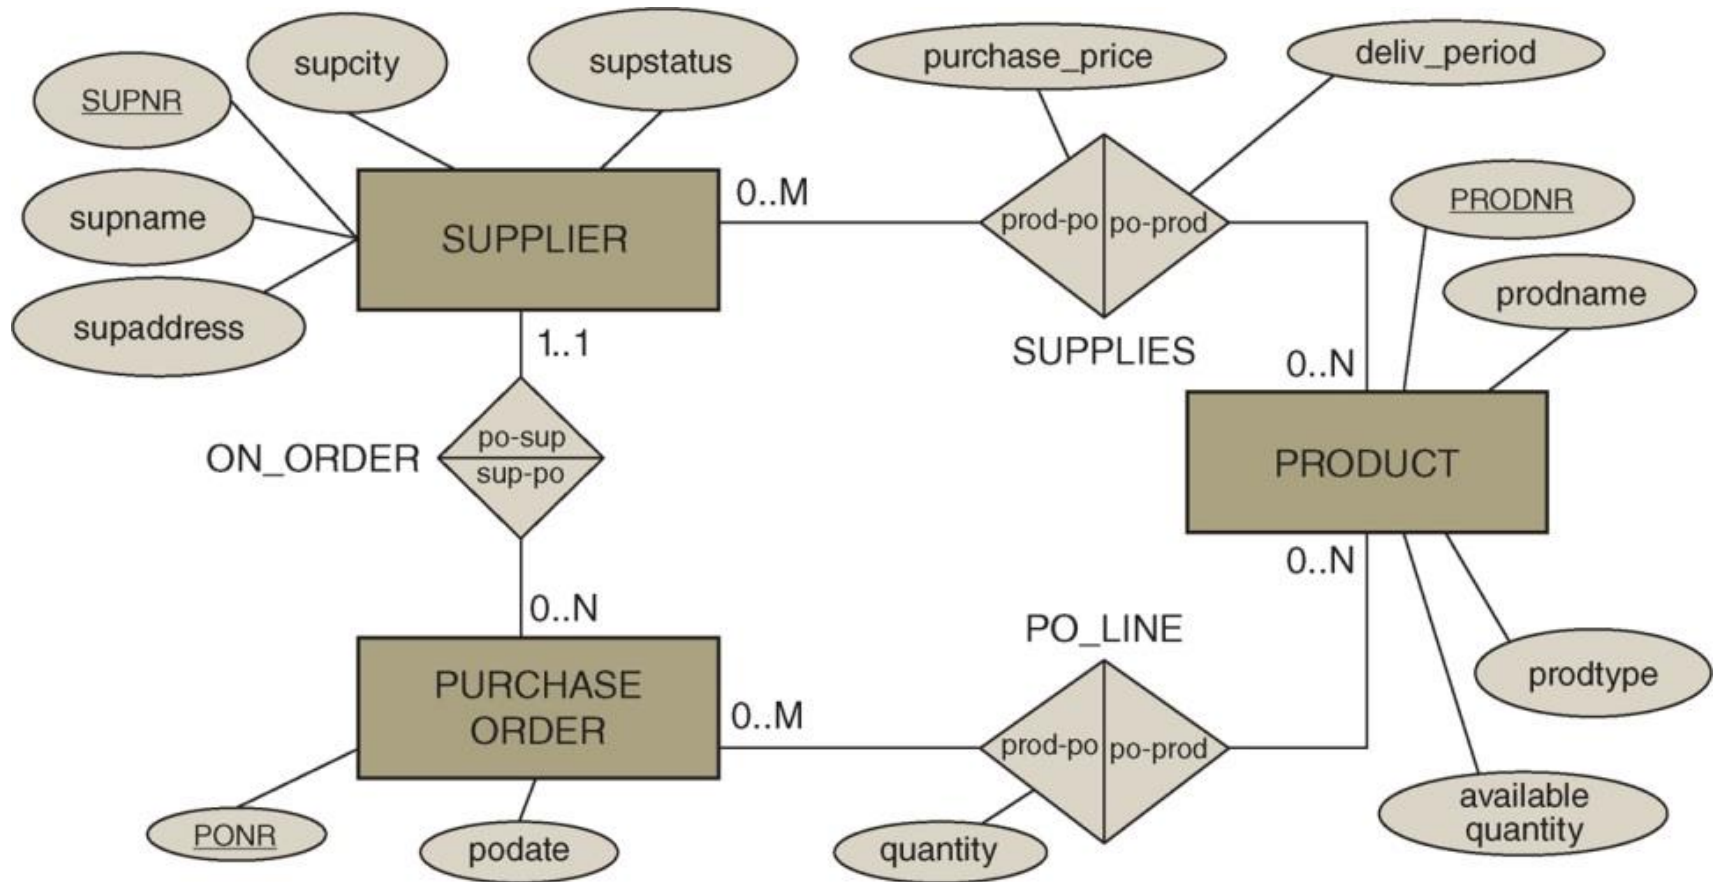 supcity
supstatus
purchase_price
deliv_period
SUPNR
supname
supaddress
SUPPLIER
0..M
prod-po
po-prod
SUPPLIES
PRODNR
prodname
0..N
1..1
ON_ORDER
po-sup
sup-po
PRODUCT
0..N
0..N
PURCHASE
ORDER
0..M
PO_LINE
prod-po
po-prod
prodtype
available
quantity
PONR
podate
quantity